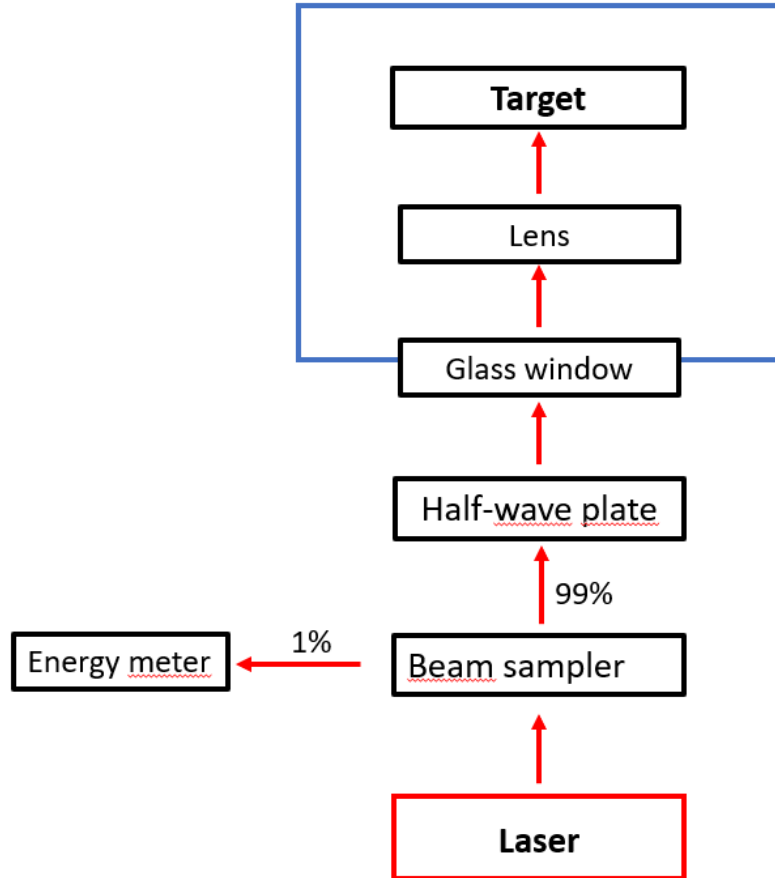 Target
Lens
Glass window
Half-wave plate
99%
1%
Energy meter
Beam sampler
Laser